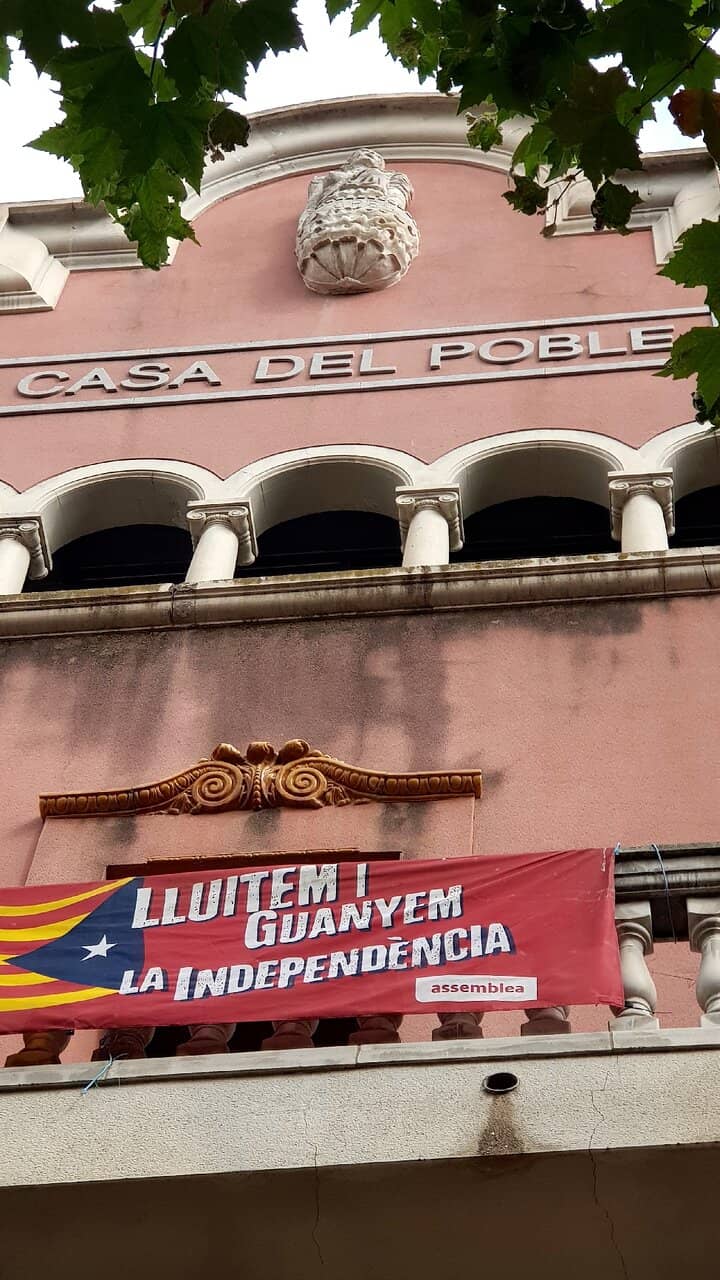 CASA DEL POBLE
LLUITEM I
GUANYEM
LA INDEPENDÈNCIA
assemblea